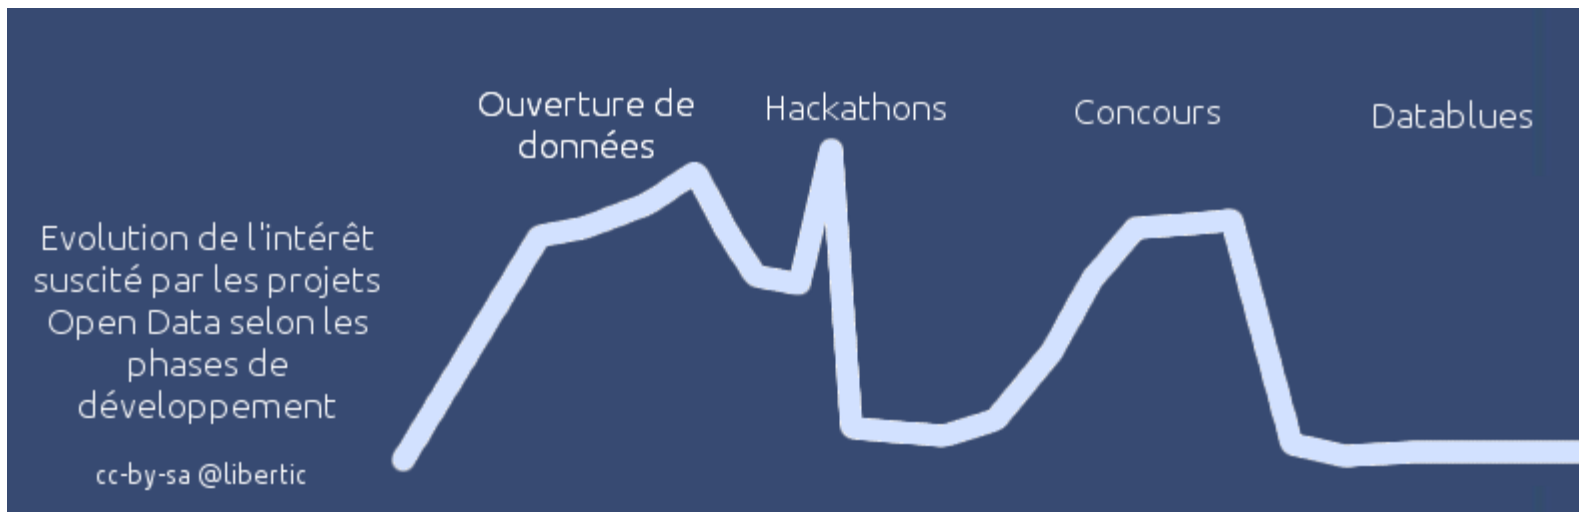 Ouverture de
données
Hackathons
Concours
Datablues
Evolution de l'intérêt
suscité par les projets
Open Data selon les
phases de
développement
cc-by-sa @libertic